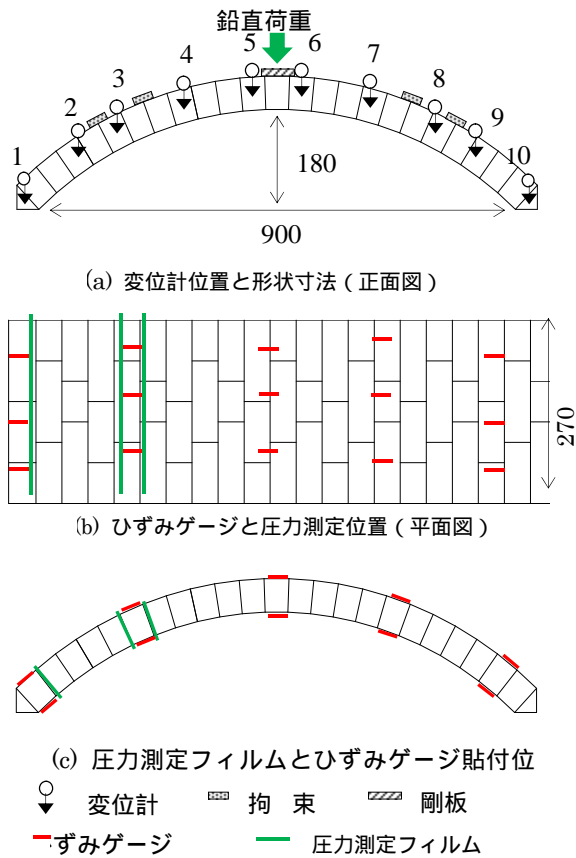 鉛直荷重
1 2 3 4 5 6 7 8 9 10
180
900
(a) 変位計位置と形状寸法（正面図）
270
(b) ひずみゲージと圧力測定位置（平面図）
(c) 圧力測定フィルムとひずみゲージ貼付位
変位計 拘 束 剛板
ずみゲージ 圧力測定フィルム